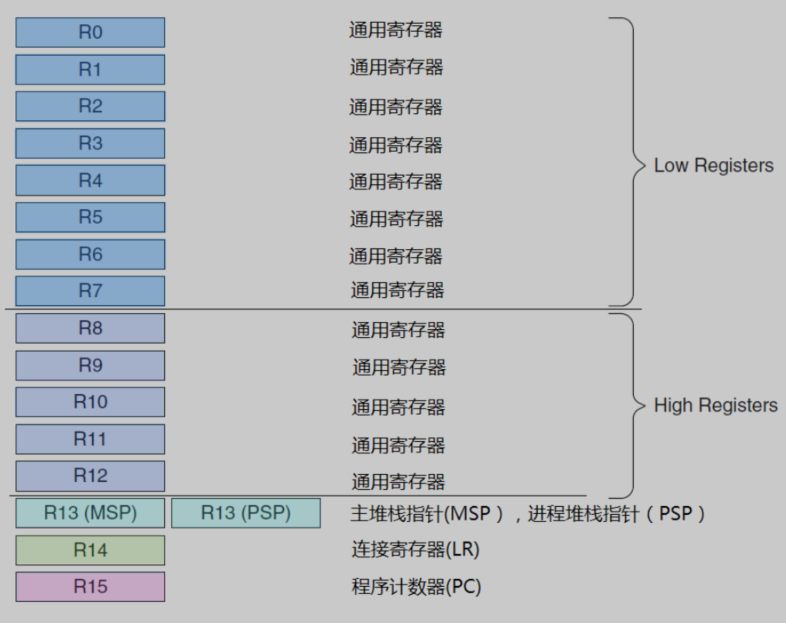 R0 通用寄存器
R1 通用寄存器
R2 通用寄存器
R3 通用寄存器
R4 通用寄存器 Low Registers
R5 通用寄存器
R6 通用寄存器
R7 通用寄存器
R8 通用寄存器
R9 通用寄存器
R10 通用寄存器 High Registers
R11 通用寄存器
R12 通用寄存器
R13 (MSP) R13 (PSP) 主堆栈指针(MSP），进程堆栈指针（PSP）
R14 连接寄存器(LR)
R15 程序计数器(PC)